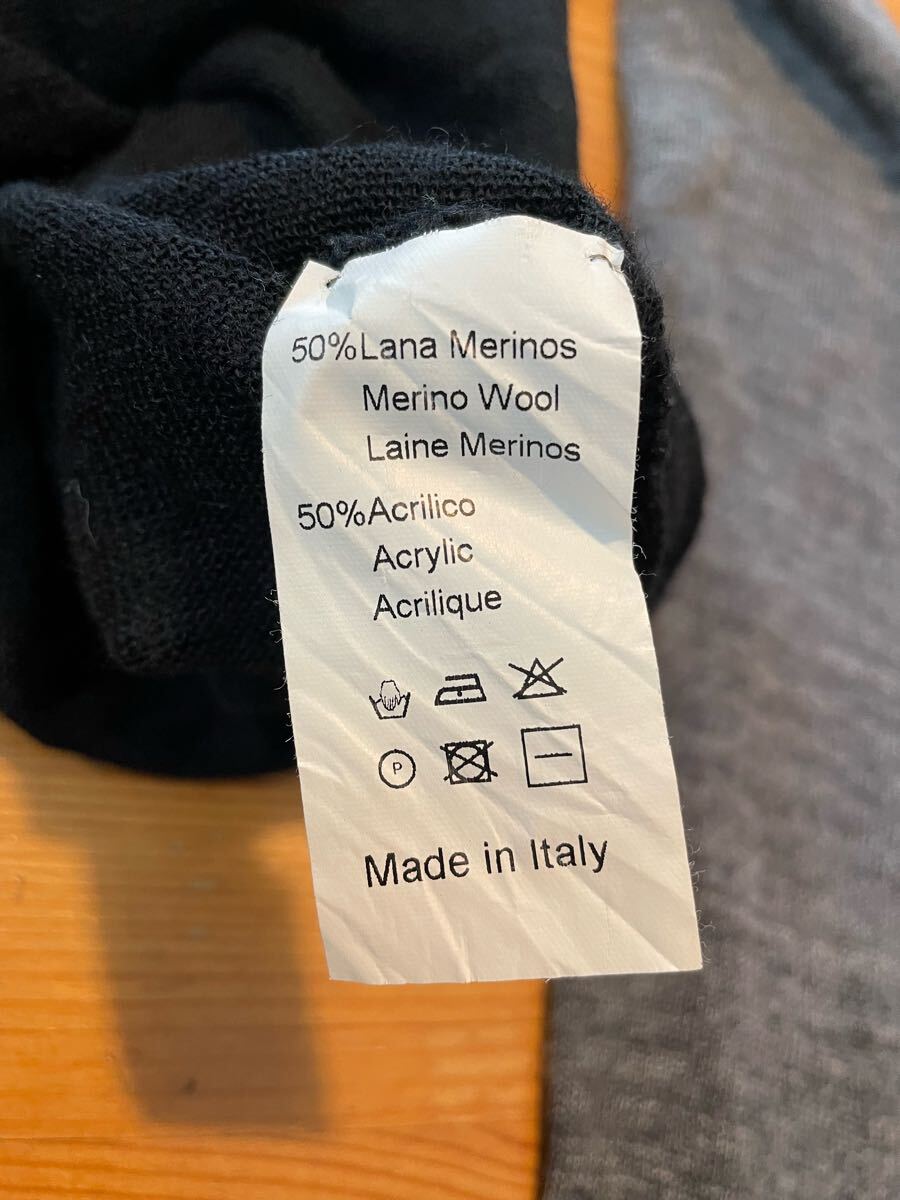 50%Lana Merinos
Merino Wool
Laine Merinos
50%Acrilico
Acrylic
Acrilique
P
Made in Italy